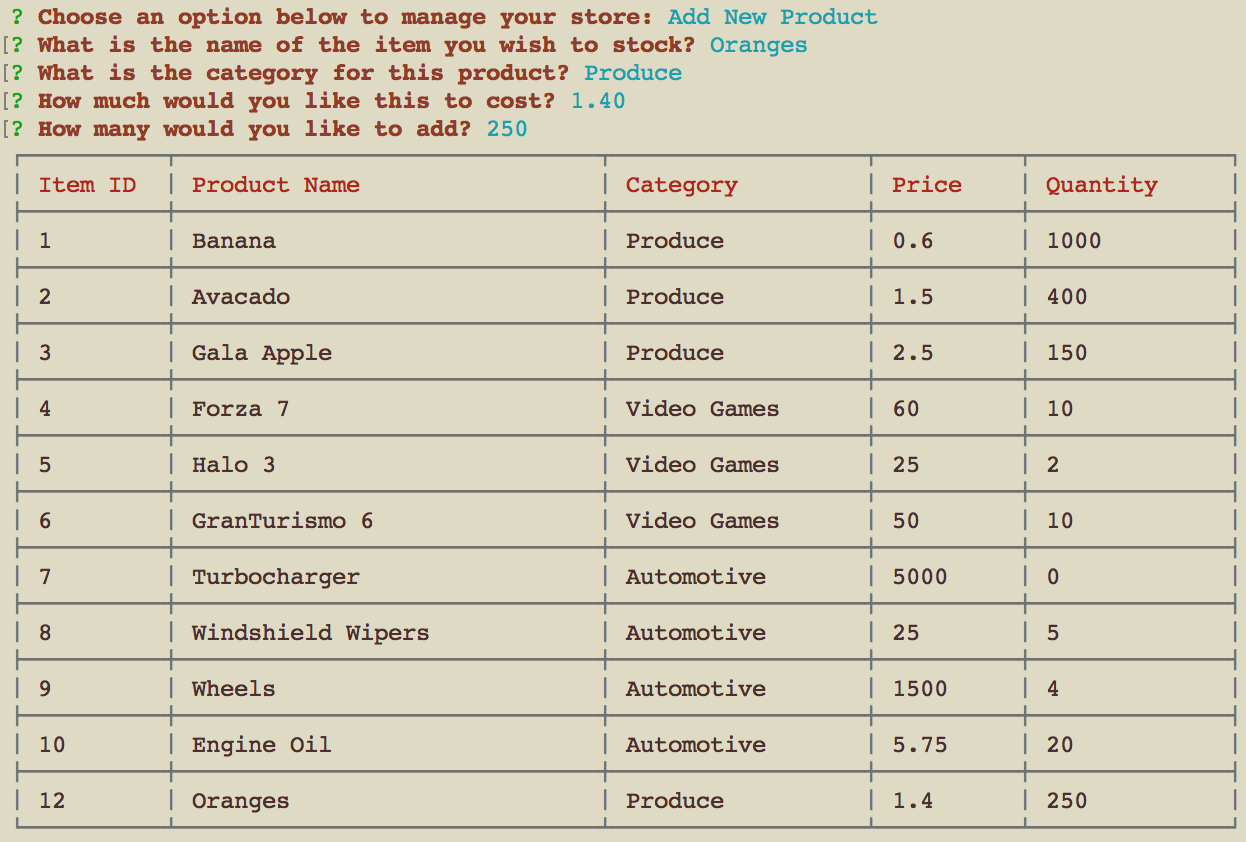 ? Choose an option below to manage your store: Add New Product
[? What is the name of the item you wish to stock? Oranges
[? What is the category for this product? Produce
[? How much would you like this to cost? 1.40
[? How many would you like to add? 250
Item ID Product Name Category Price Quantity
1 Banana Produce 0.6 1000
2 Avacado Produce 1.5 400
3 Gala Apple Produce 2.5 150
4 Forza 7 Video Games 60 10
5 Halo 3 Video Games 25 2
6 GranTurismo 6 Video Games 50 10
7 Turbocharger Automotive 5000 0
8 Windshield Wipers Automotive 25 5
9 Wheels Automotive 1500 4
10 Engine Oil Automotive 5.75 20
12 Oranges Produce 1.4 250